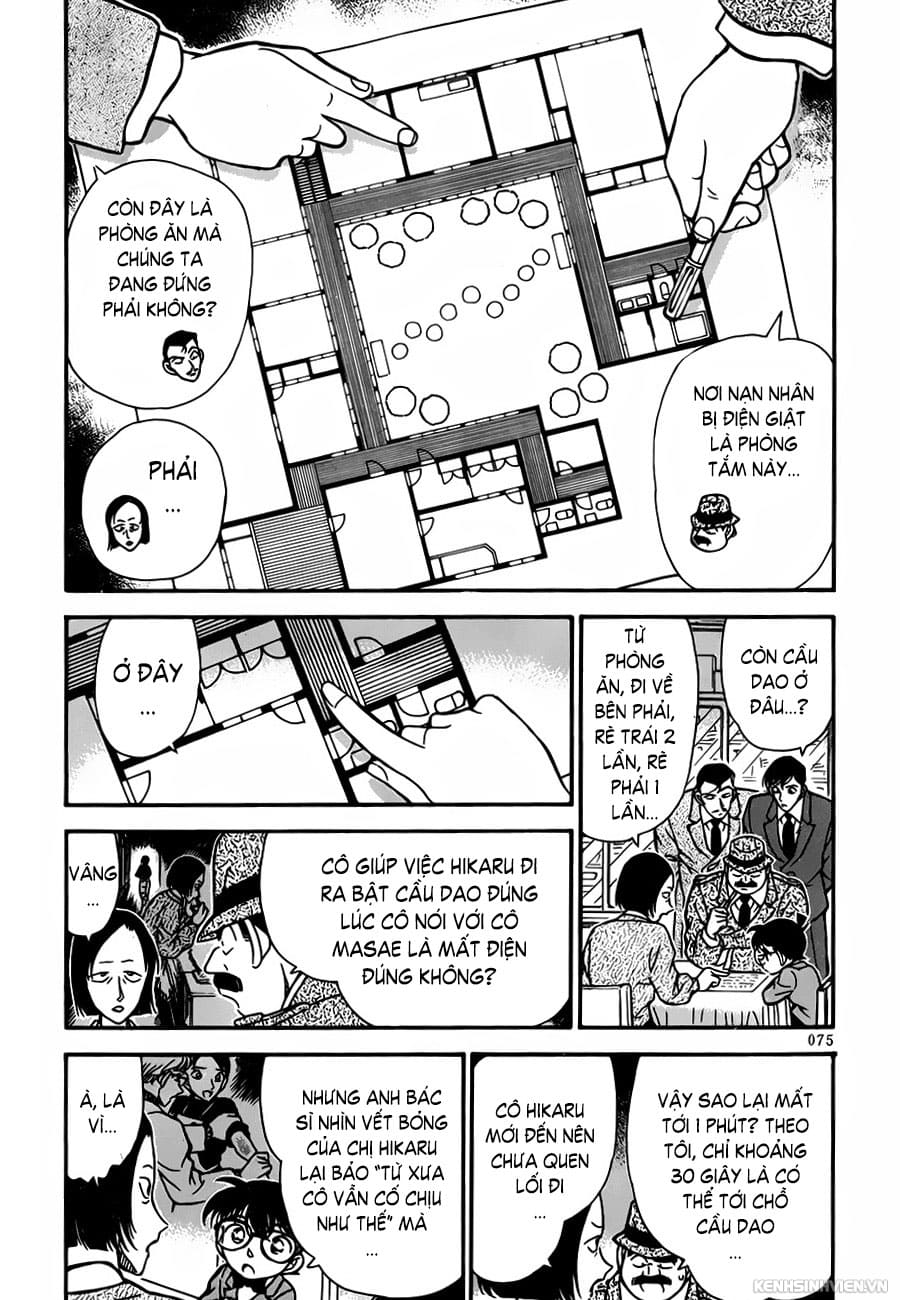 CÒN ĐÂY LÀ
PHÒNG ĂN MÀ
CHÚNG TA
ĐANG ĐỨNG
PHẢI KHÔNG?
PHẢI
...
NƠI NẠN NHÂN
BỊ ĐIỆN GIẬT
LÀ PHÒNG
TẮM NÀY...
CÒN CẦU
DAO Ở
ĐÂU...?
TỪ
PHÒNG
ĂN, ĐI VỀ
BÊN PHẢI,
RẼ TRÁI 2
LẦN, RẼ
PHẢI 1
LẦN...
Ở ĐÂY
...
CÔ GIÚP VIỆC HIKARU ĐI
RA BẬT CẦU DAO ĐÚNG
LÚC CÔ NÓI VỚI CÔ
MASAE LÀ MẤT ĐIỆN
ĐÚNG KHÔNG?
VÂNG
...
075
VẬY SAO LẠI MẤT
TỚI 1 PHÚT? THEO
TÔI, CHỈ KHOẢNG
30 GIÂY LÀ CÓ
THỂ TỚI CHỖ
CẦU DAO
...
CÔ HIKARU
MỚI ĐẾN NÊN
CHƯA QUEN
LỐI ĐI
...
NHƯNG ANH BÁC
SĨ NHÌN VẾT BỎNG
CỦA CHỊ HIKARU
LẠI BẢO "TỪ XƯA
CÔ VẪN CỐ CHỊU
NHƯ THẾ" MÀ
...
À, LÀ
VÌ...
KENHSINHVIEN.VN